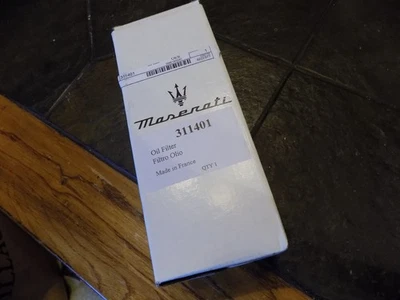 Maserati
311401
Oil Filter
Filtro Olio
Made in France QTY 1